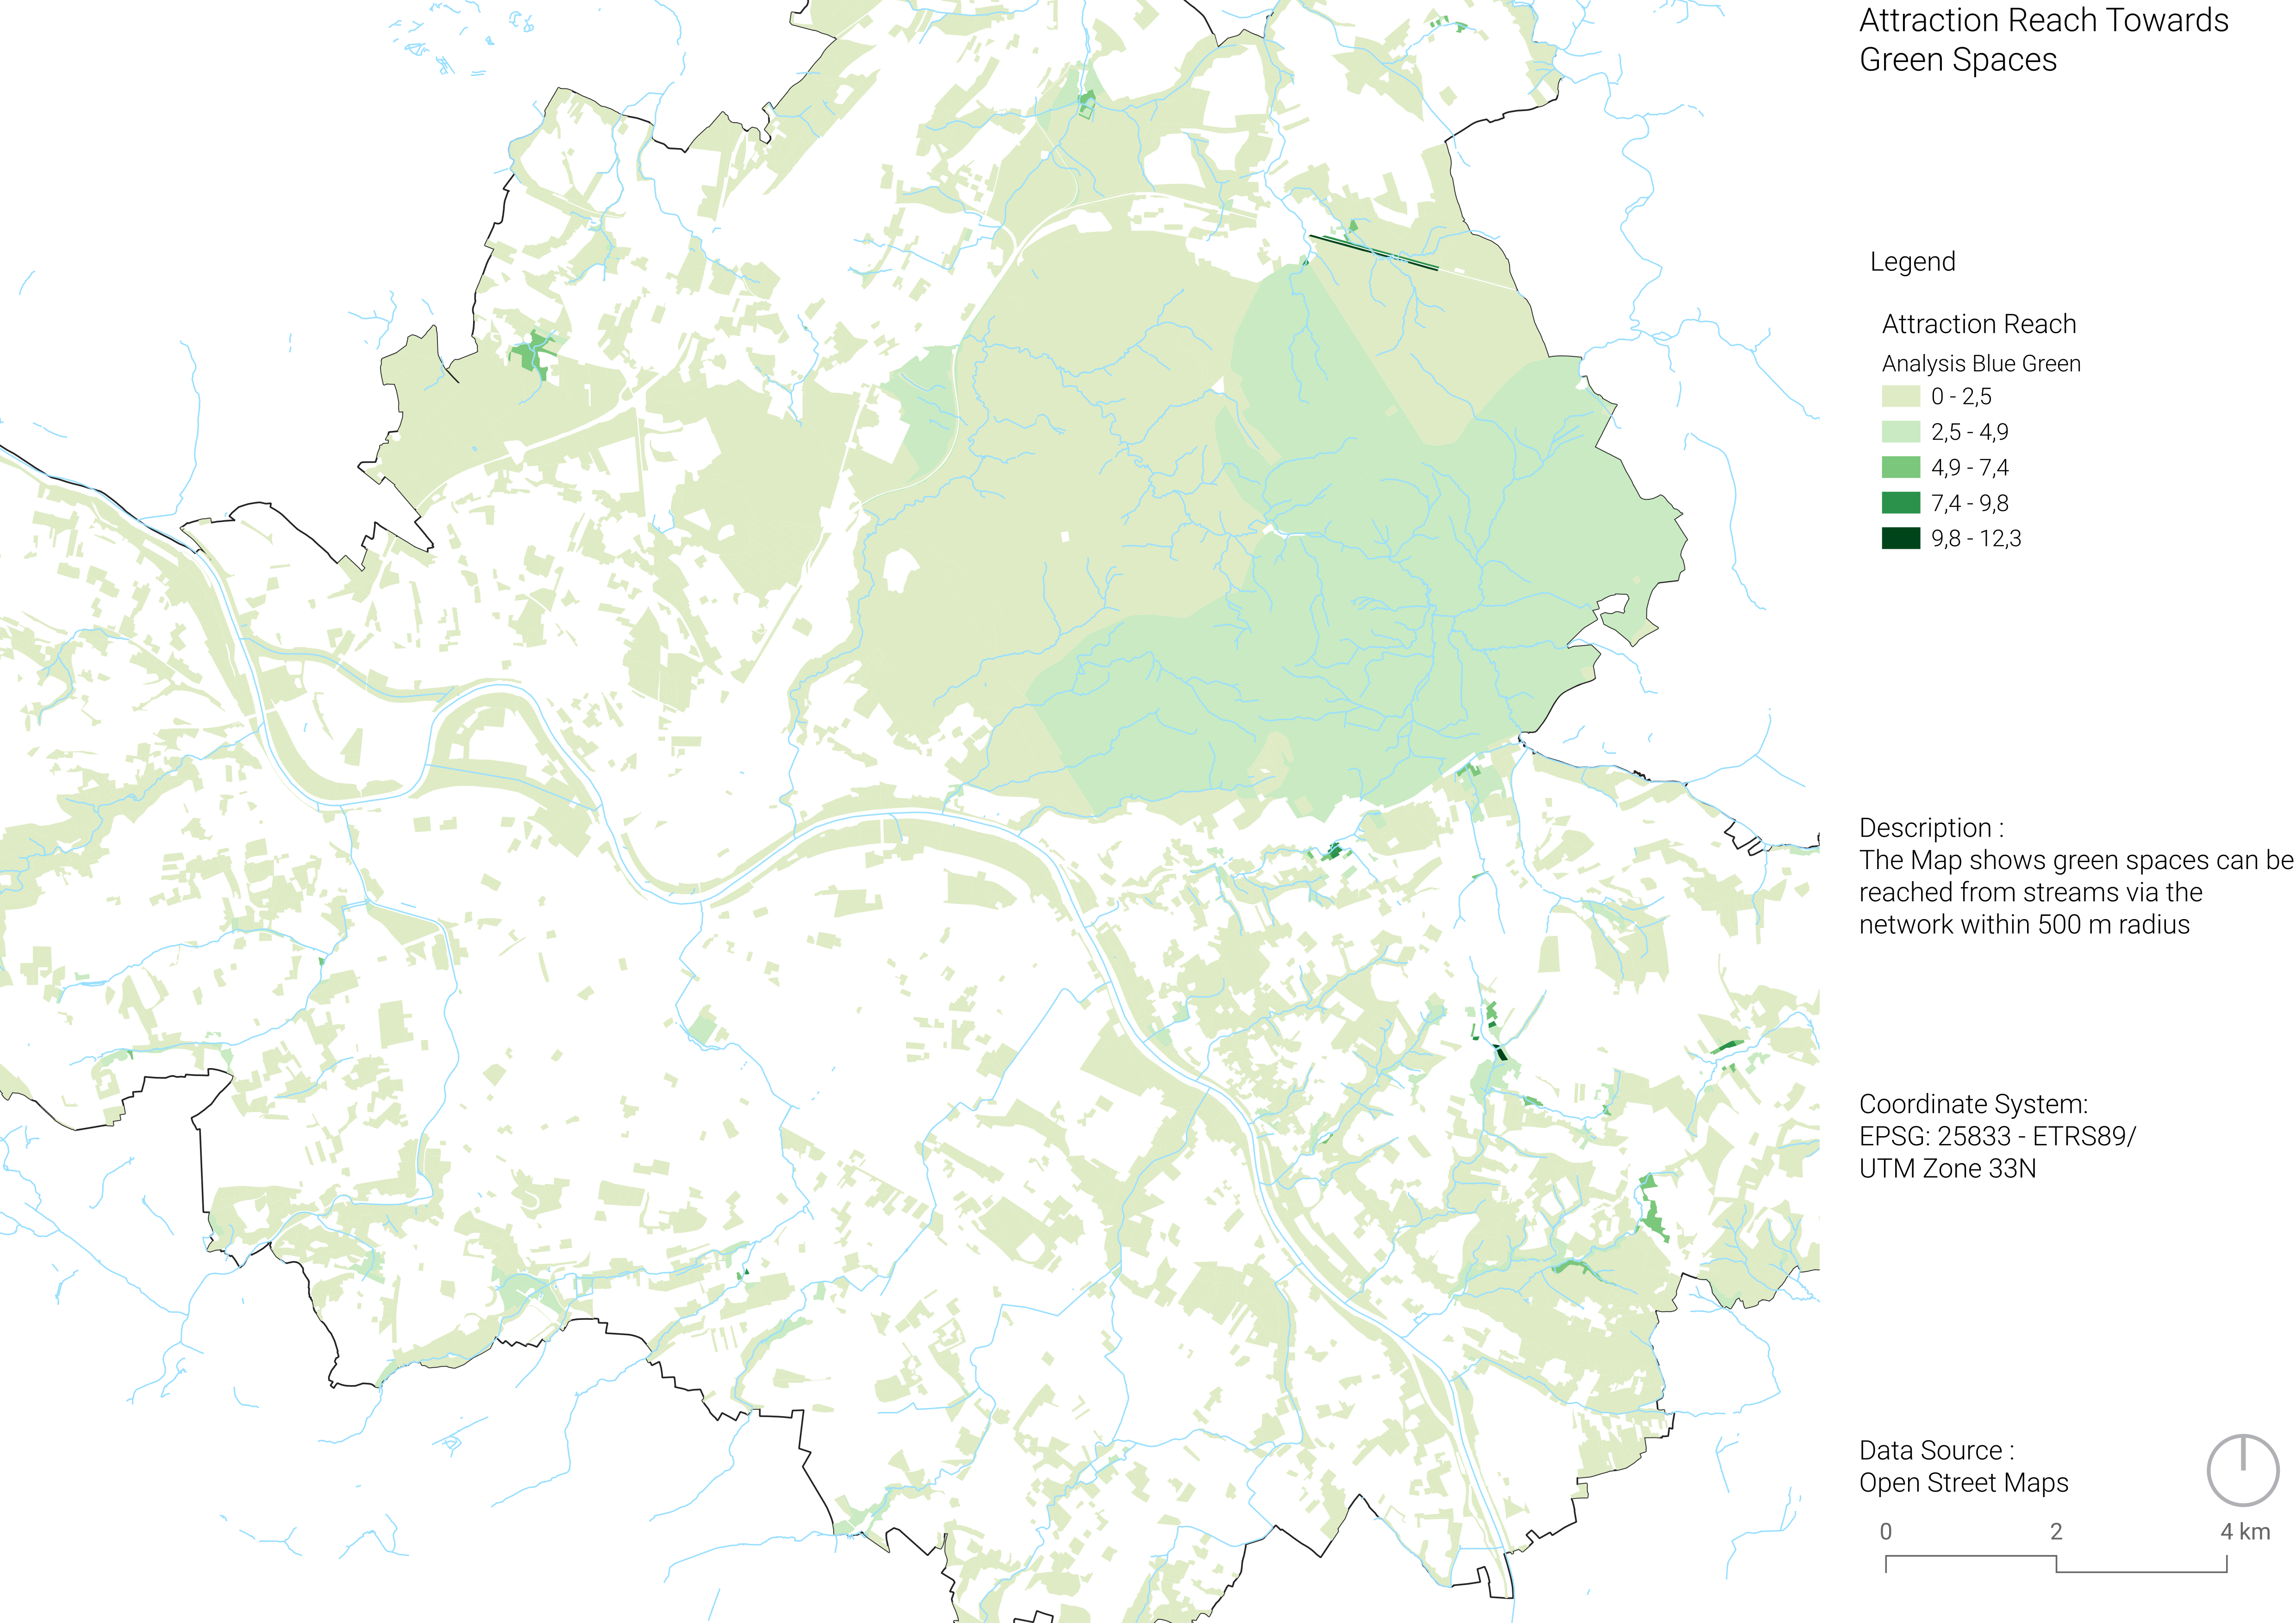 Attraction Reach Towards
Green Spaces
Legend
Attraction Reach
Analysis Blue Green
0 - 2,5
2,5 - 4,9
4,9 - 7,4
7,4 - 9,8
9,8 - 12,3
Description :
The Map shows green spaces can be
reached from streams via the
network within 500 m radius
Coordinate System:
EPSG: 25833 - ETRS89/
UTM Zone 33N
Data Source :
Open Street Maps
0 2 4 km